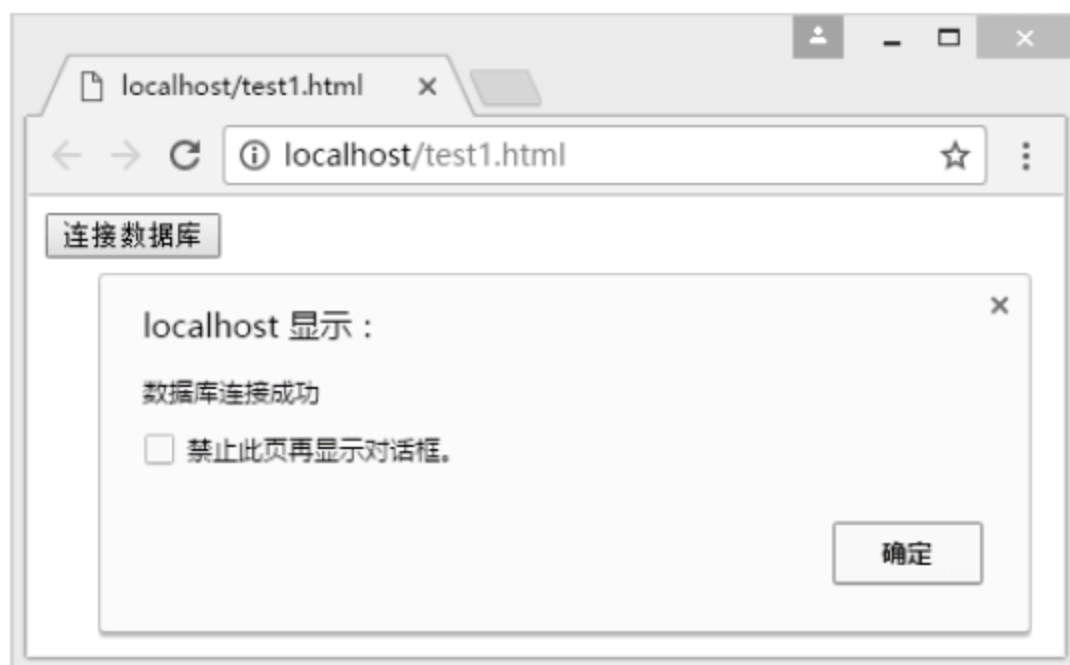 localhost/test1.html
localhost/test1.html
连接数据库
localhost 显示：
数据库连接成功
禁止此页再显示对话框。
确定